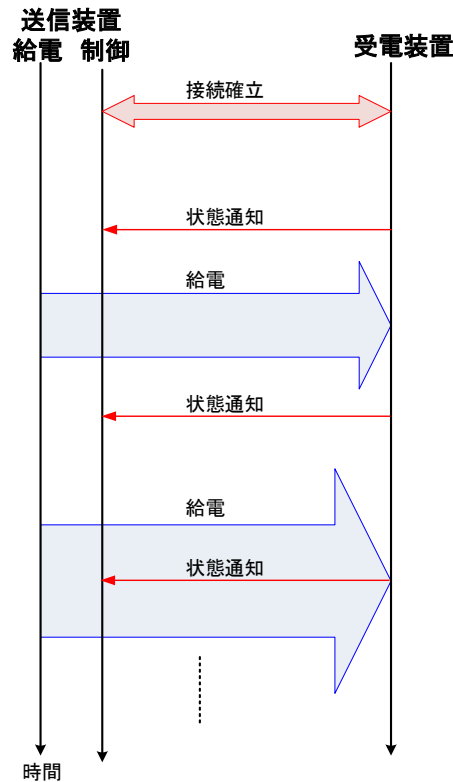 送信装置
給電 制御
受電装置
接続確立
状態通知
給電
状態通知
給電
状態通知
時間